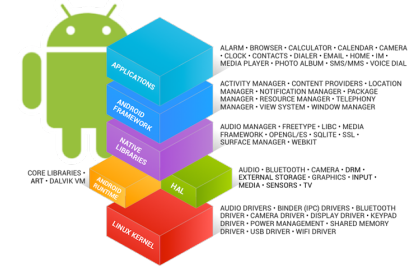 ALARM • BROWSER • CALCULATOR • CALENDAR • CAMERA
• CLOCK • CONTACTS • DIALER • EMAIL • HOME • IM •
MEDIA PLAYER • PHOTO ALBUM • SMS/MMS • VOICE DIAL
APPLICATIONS
ACTIVITY MANAGER • CONTENT PROVIDERS • LOCATION
MANAGER • NOTIFICATION MANAGER • PACKAGE
MANAGER • RESOURCE MANAGER • TELEPHONY
MANAGER • VIEW SYSTEM • WINDOW MANAGER
ANDROID
FRAMEWORK
AUDIO MANAGER • FREETYPE • LIBC • MEDIA
FRAMEWORK • OPENGL/ES • SQLITE • SSL •
SURFACE MANAGER • WEBKIT
NATIVE
LIBRARIES
CORE LIBRARIES •
ART • DALVIK VM
ANDROID
RUNTIME
HAL
AUDIO • BLUETOOTH • CAMERA • DRM •
EXTERNAL STORAGE • GRAPHICS • INPUT •
MEDIA • SENSORS • TV
LINUX KERNEL
AUDIO DRIVERS • BINDER (IPC) DRIVERS • BLUETOOTH
DRIVER • CAMERA DRIVER • DISPLAY DRIVER • KEYPAD
DRIVER • POWER MANAGEMENT • SHARED MEMORY
DRIVER • USB DRIVER • WIFI DRIVER